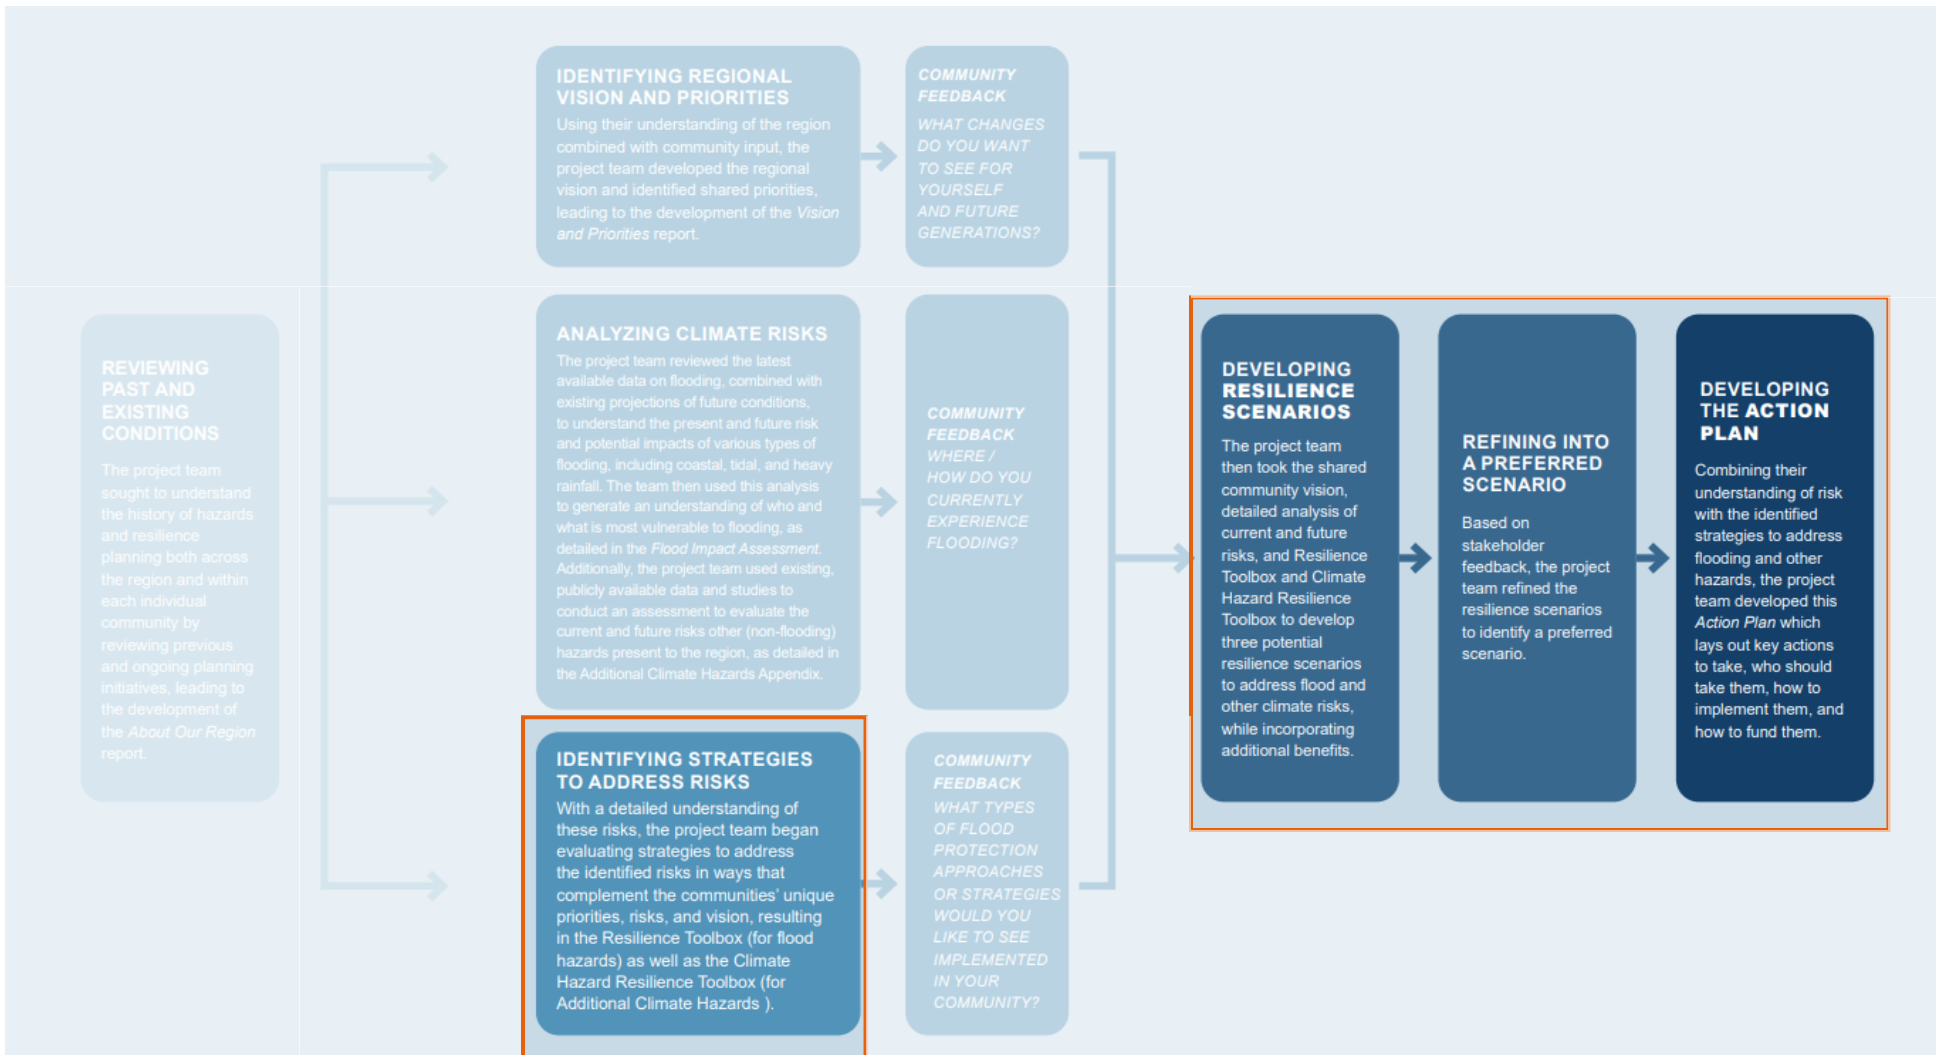 REVIEWING
PAST AND
EXISTING
CONDITIONS
The project team
sought to understand
the history of hazards
and resilience
planning both across
the region and within
each individual
community by
reviewing previous
and ongoing planning
initiatives, leading to
the development of
the About Our Region
report.
IDENTIFYING REGIONAL
VISION AND PRIORITIES
Using their understanding of the region
combined with community input, the
project team developed the regional
vision and identified shared priorities,
leading to the development of the Vision
and Priorities report.
COMMUNITY
FEEDBACK
WHAT CHANGES
DO YOU WANT
TO SEE FOR
YOURSELF
AND FUTURE
GENERATIONS?
ANALYZING CLIMATE RISKS
The project team reviewed the latest
available data on flooding, combined with
existing projections of future conditions,
to understand the present and future risk
and potential impacts of various types of
flooding, including coastal, tidal, and heavy
rainfall. The team then used this analysis
to generate an understanding of who and
what is most vulnerable to flooding, as
detailed in the Flood Impact Assessment.
Additionally, the project team used existing,
publicly available data and studies to
conduct an assessment to evaluate the
current and future risks other (non-flooding)
hazards present to the region, as detailed in
the Additional Climate Hazards Appendix.
COMMUNITY
FEEDBACK
WHERE /
HOW DO YOU
CURRENTLY
EXPERIENCE
FLOODING?
IDENTIFYING STRATEGIES
TO ADDRESS RISKS
With a detailed understanding of
these risks, the project team began
evaluating strategies to address
the identified risks in ways that
complement the communities' unique
priorities, risks, and vision, resulting
in the Resilience Toolbox (for flood
hazards) as well as the Climate
Hazard Resilience Toolbox (for
Additional Climate Hazards ).
COMMUNITY
FEEDBACK
WHAT TYPES
OF FLOOD
PROTECTION
APPROACHES
OR STRATEGIES
WOULD YOU
LIKE TO SEE
IMPLEMENTED
IN YOUR
COMMUNITY?
DEVELOPING
RESILIENCE
SCENARIOS
The project team
then took the shared
community vision,
detailed analysis of
current and future
risks, and Resilience
Toolbox and Climate
Hazard Resilience
Toolbox to develop
three potential
resilience scenarios
to address flood and
other climate risks,
while incorporating
additional benefits.
REFINING INTO
A PREFERRED
SCENARIO
Based on
stakeholder
feedback, the project
team refined the
resilience scenarios
to identify a preferred
scenario.
DEVELOPING
THE ACTION
PLAN
Combining their
understanding of risk
with the identified
strategies to address
flooding and other
hazards, the project
team developed this
Action Plan which
lays out key actions
to take, who should
take them, how to
implement them, and
how to fund them.